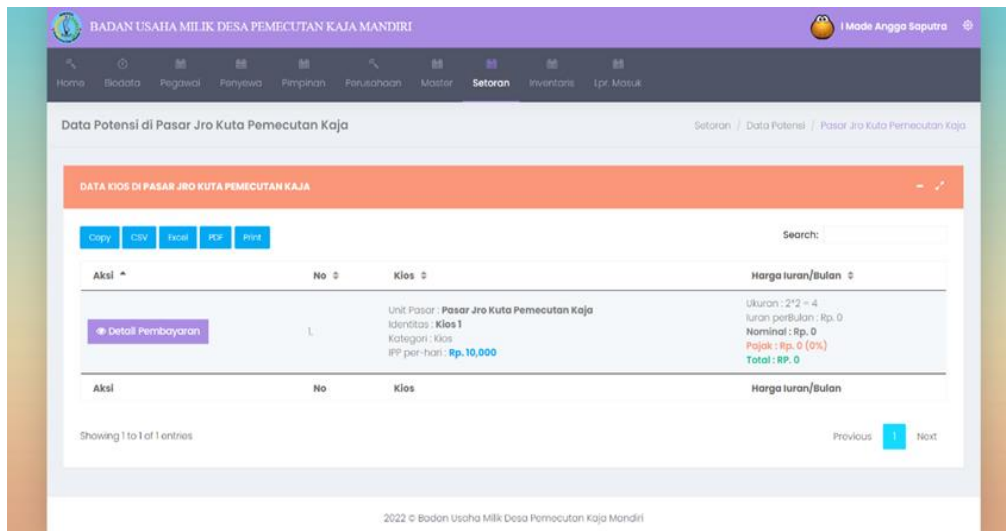 BADAN USAHA MILIK DESA PEMECUTAN KAJA MANDIRI
I Made Angga Saputra
Home Biodata Pegawai Penyewa Pimpinan Perusahaan Master Setoran Inventaris Lpr. Masuk
Data Potensi di Pasar Jro Kuta Pemecutan Kaja
Setoran / Data Potensi / Pasar Jro Kuta Pemecutan Kaja
DATA KIOS DI PASAR JRO KUTA PEMECUTAN KAJA
Copy CSV Excel PDF Print
Search:
Aksi No Kios Harga Iuran/Bulan
Detail Pembayaran
1.
Unit Pasar : Pasar Jro Kuta Pemecutan Kaja
Identitas : Kios 1
Kategori : Kios
IPP per-hari : Rp. 10,000
Ukuran : 2*2 = 4
Iuran perBulan : Rp. 0
Nominal : Rp. 0
Pajak : Rp. 0 (0%)
Total : RP. 0
Aksi No Kios Harga Iuran/Bulan
Showing 1 to 1 of 1 entries
Previous 1 Next
2022 © Badan Usaha Milik Desa Pemecutan Kaja Mandiri